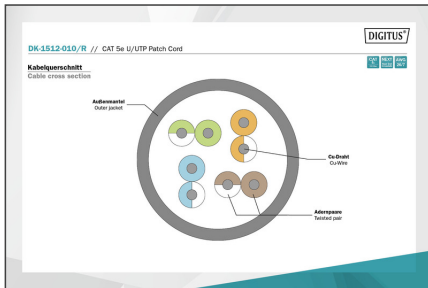 DIGITUS
DK-1512-010/R // CAT 5e U/UTP Patch Cord
Kabelquerschnitt
Cable cross section
Außenmantel
Outer jacket
Cu-Draht
Cu-Wire
Adernpaare
Twisted pair